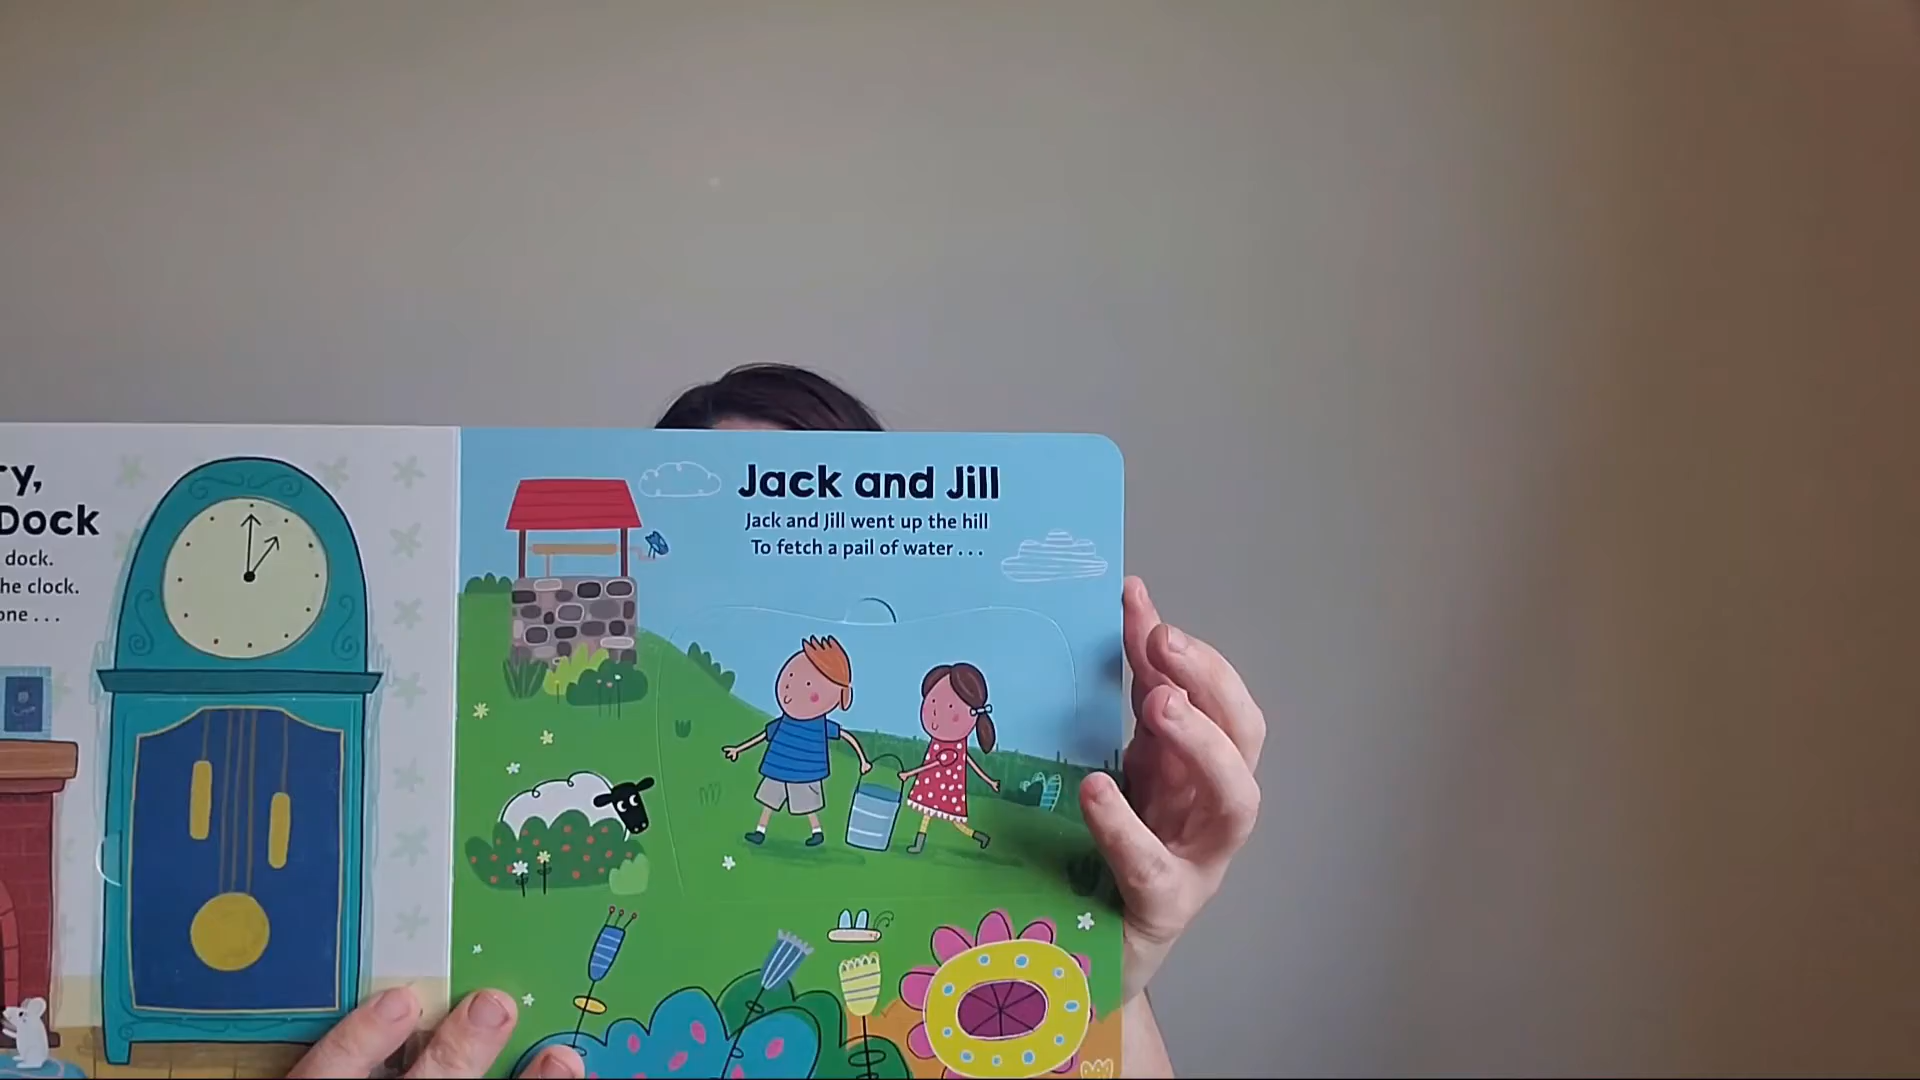 ry,
Dock
dock.
he clock.
one . . .
Jack and Jill
Jack and Jill went up the hill
To fetch a pail of water . . .